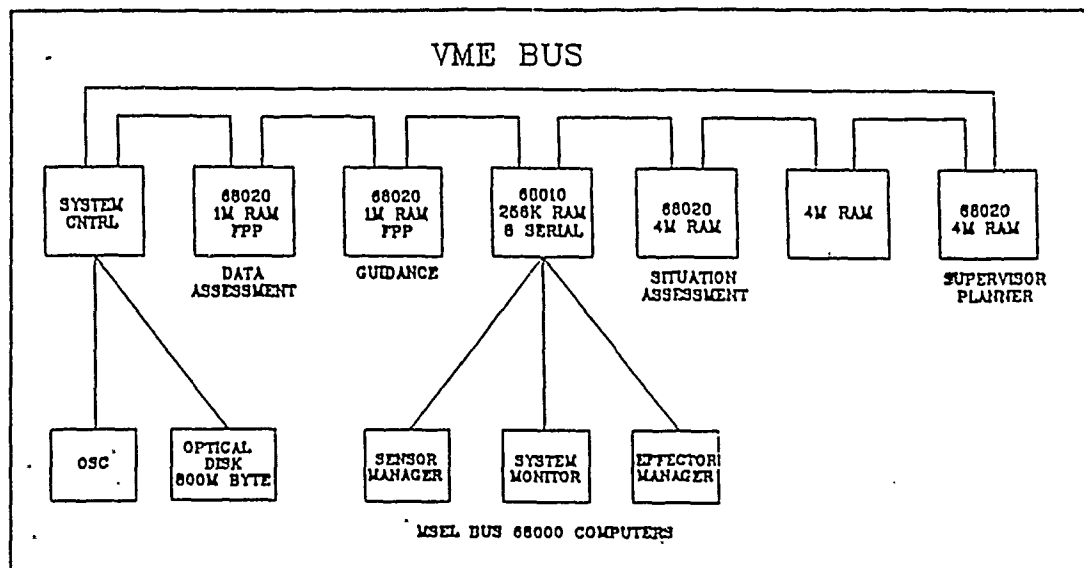 VME BUS
SYSTEM
CNTRL
68020
1M RAM
FPP
68020
1M RAM
FPP
68010
256K RAM
8 SERIAL
68020
4M RAM
4M RAM
68020
4M RAM
DATA
ASSESSMENT
GUIDANCE
SITUATION
ASSESSMENT
SUPERVISOR
PLANNER
OSC
OPTICAL
DISK
800M BYTE
SENSOR
MANAGER
SYSTEM
MONITOR
EFFECTOR
MANAGER
MSEL BUS 68000 COMPUTERS